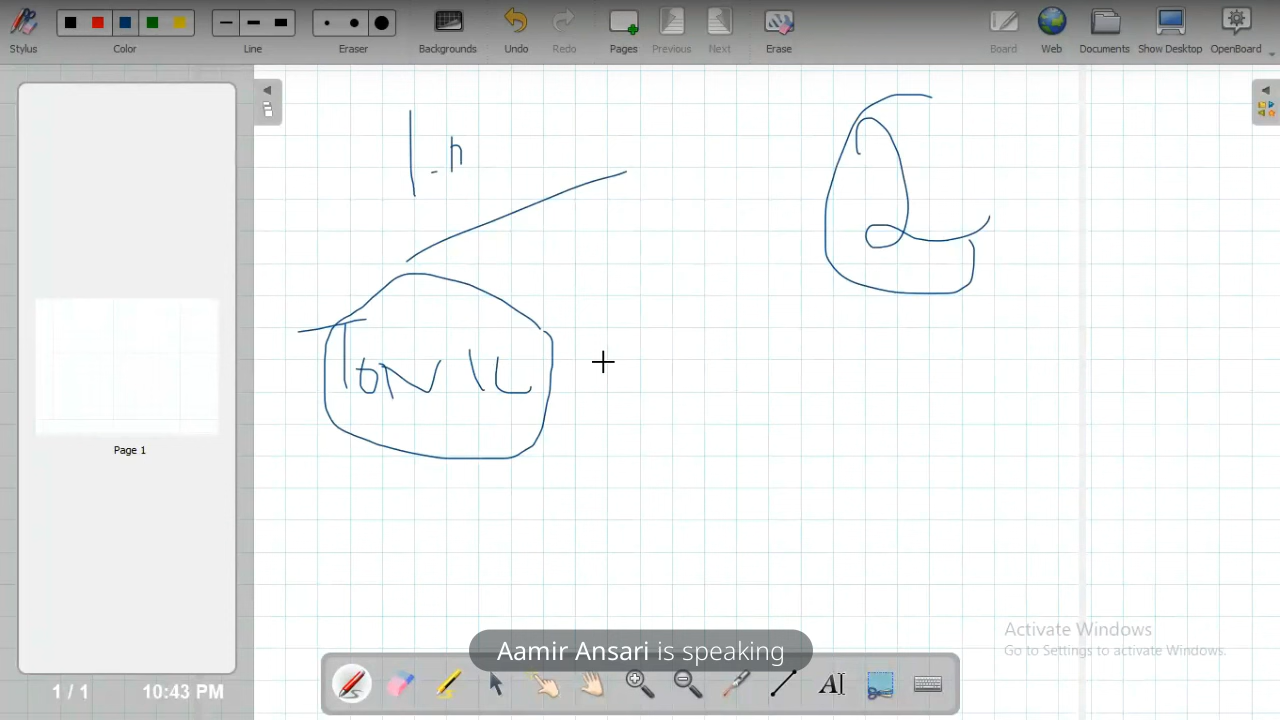 Stylus
Color
Line
Eraser
Backgrounds
Undo
Redo
Pages
Previous
Next
Erase
Board
Web
Documents
Show Desktop
OpenBoard
Page 1
Activate Windows
Go to Settings to activate Windows.
Aamir Ansari is speaking
1 / 1
10:43 PM